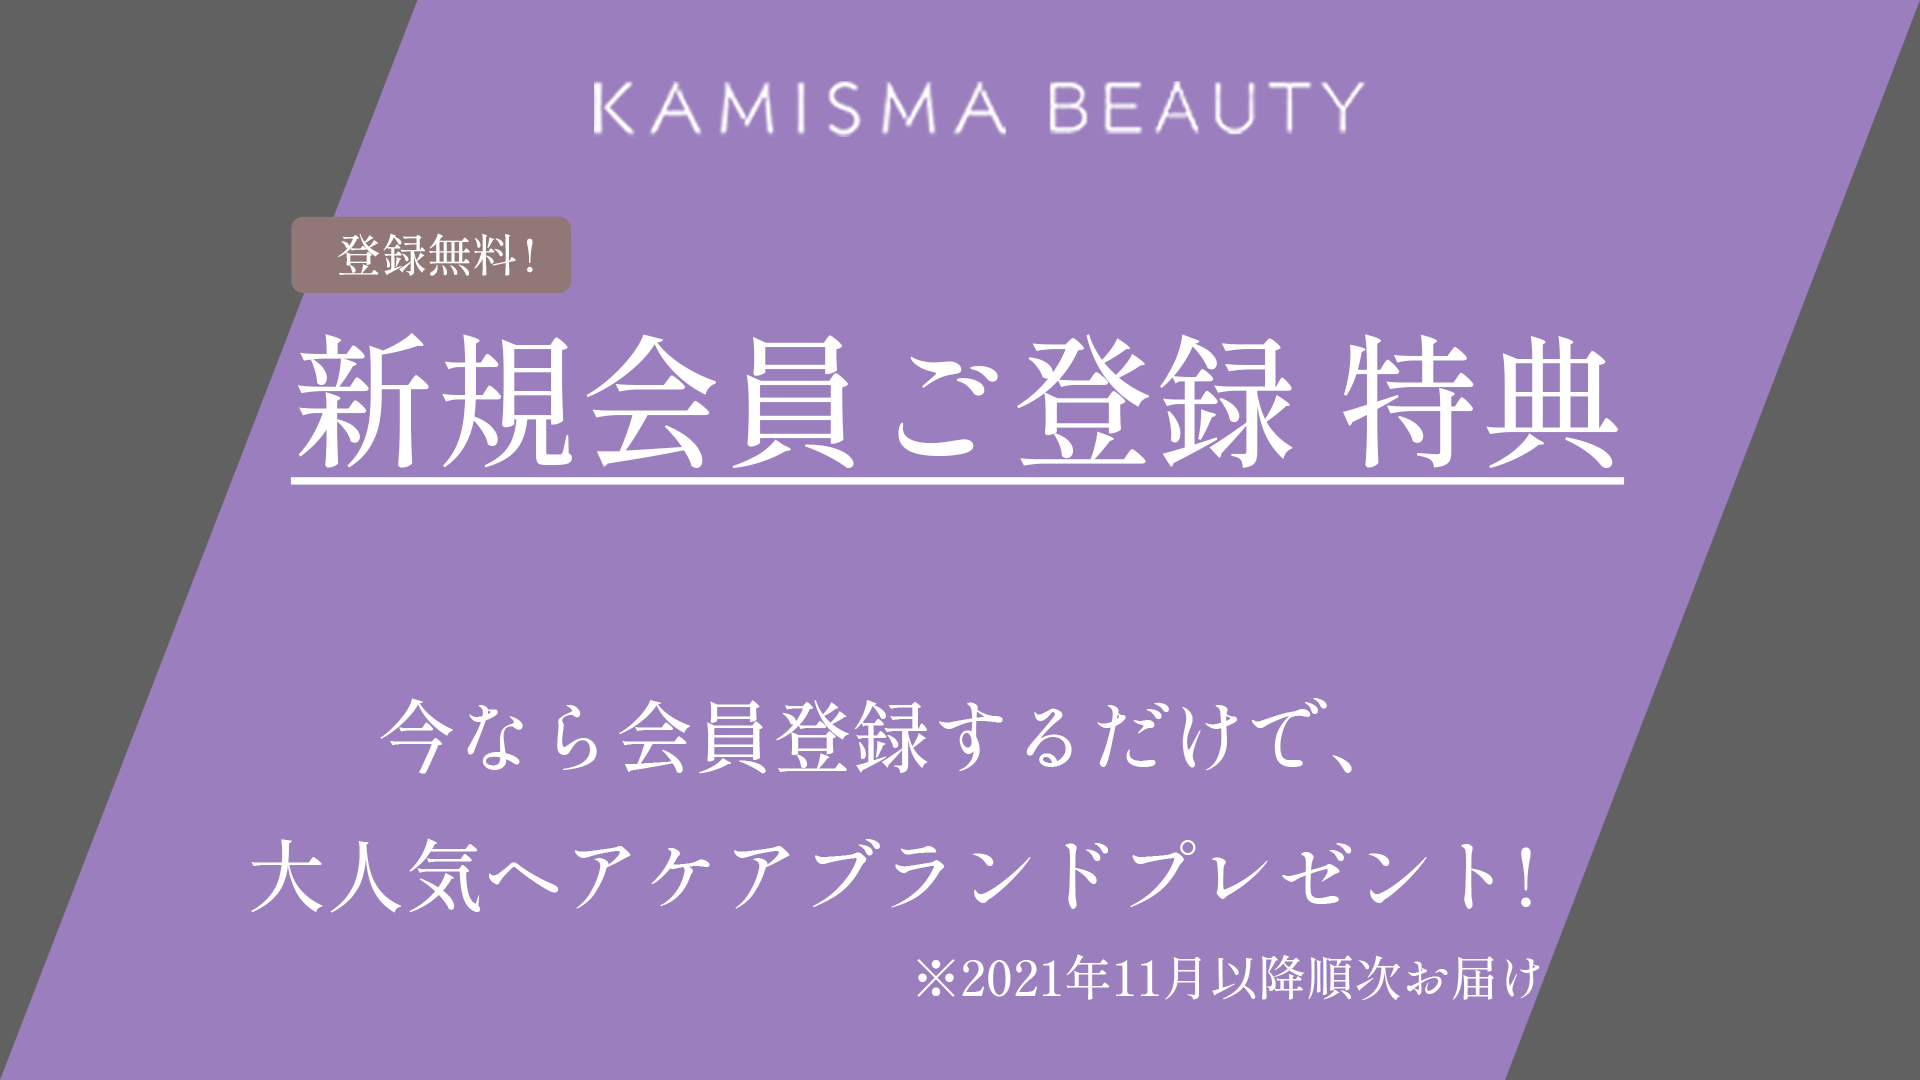 KAMISMA BEAUTY
登録無料！
新規会員ご登録 特典
今なら会員登録するだけで、
大人気ヘアケアブランドプレゼント！
※2021年11月以降順次お届け